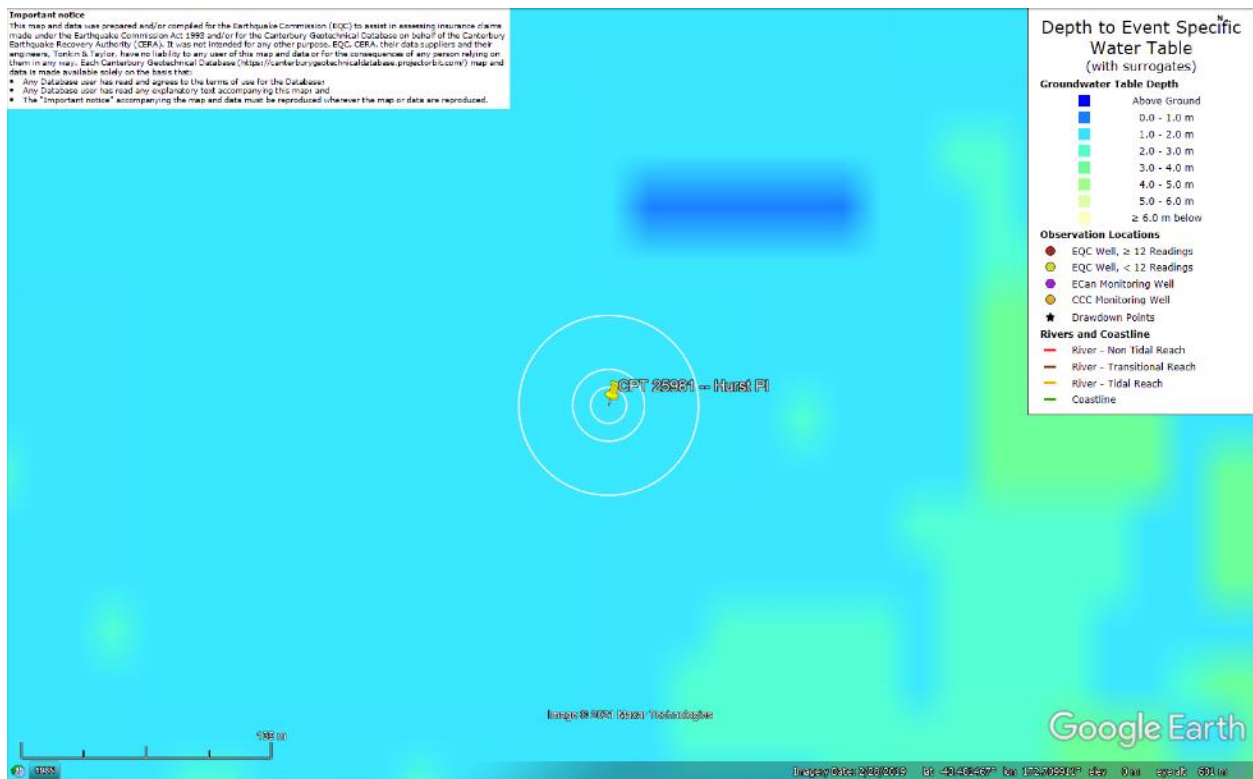 Important notice
This map and data was prepared and/or compiled for the Earthquake Commission (EQC) to assist in assessing insurance claims
made under the Earthquake Commission Act 1993 and/or for the Canterbury Geotechnical Database on behalf of the Canterbury
Earthquake Recovery Authority (CERA). It was not intended for any other purpose. EQC, CERA, their data suppliers and their
engineers, Tonkin & Taylor, have no liability to any user of this map and data or for the consequences of any person relying on
them in any way. Each Canterbury Geotechnical Database (https://canterburygeotechnicaldatabase.projectorbit.com/) map and
data is made available solely on the basis that:
• Any Database user has read and agrees to the terms of use for the Database;
• Any Database user has read any explanatory text accompanying this map; and
• The "Important notice" accompanying the map and data must be reproduced wherever the map or data are reproduced.
N
Depth to Event Specific
Water Table
(with surrogates)
Groundwater Table Depth
Above Ground
0.0 - 1.0 m
1.0 - 2.0 m
2.0 - 3.0 m
3.0 - 4.0 m
4.0 - 5.0 m
5.0 - 6.0 m
≥ 6.0 m below
Observation Locations
EQC Well, ≥ 12 Readings
EQC Well, < 12 Readings
ECan Monitoring Well
CCC Monitoring Well
Drawdown Points
Rivers and Coastline
River - Non Tidal Reach
River - Transitional Reach
River - Tidal Reach
Coastline
CPT 25981 -- Hurst Pl
Image © 2021 Maxar Technologies
Google Earth
Imagery Date: 2/28/2019 lat lon elev 0 m eye alt 601 m